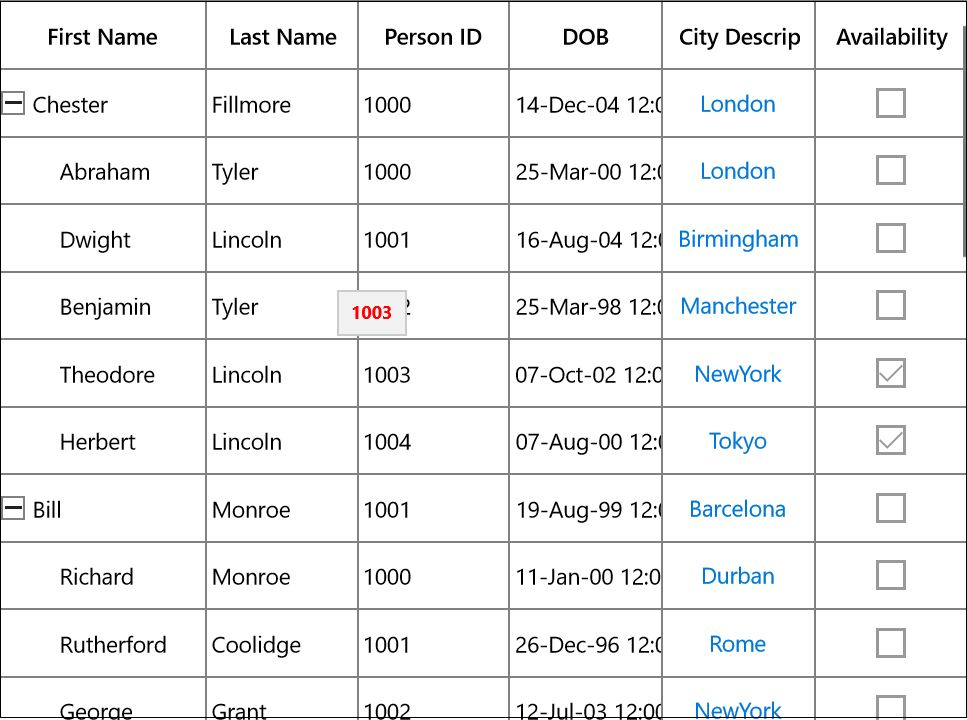 First Name Last Name Person ID DOB City Descrip Availability
Chester Fillmore 1000 14-Dec-04 12:0 London
Abraham Tyler 1000 25-Mar-00 12:0 London
Dwight Lincoln 1001 16-Aug-04 12:0 Birmingham
Benjamin Tyler 2 25-Mar-98 12:0 Manchester
1003
Theodore Lincoln 1003 07-Oct-02 12:0 NewYork
Herbert Lincoln 1004 07-Aug-00 12:0 Tokyo
Bill Monroe 1001 19-Aug-99 12:0 Barcelona
Richard Monroe 1000 11-Jan-00 12:0 Durban
Rutherford Coolidge 1001 26-Dec-96 12:0 Rome
George Grant 1002 12-Jul-03 12:00 NewYork